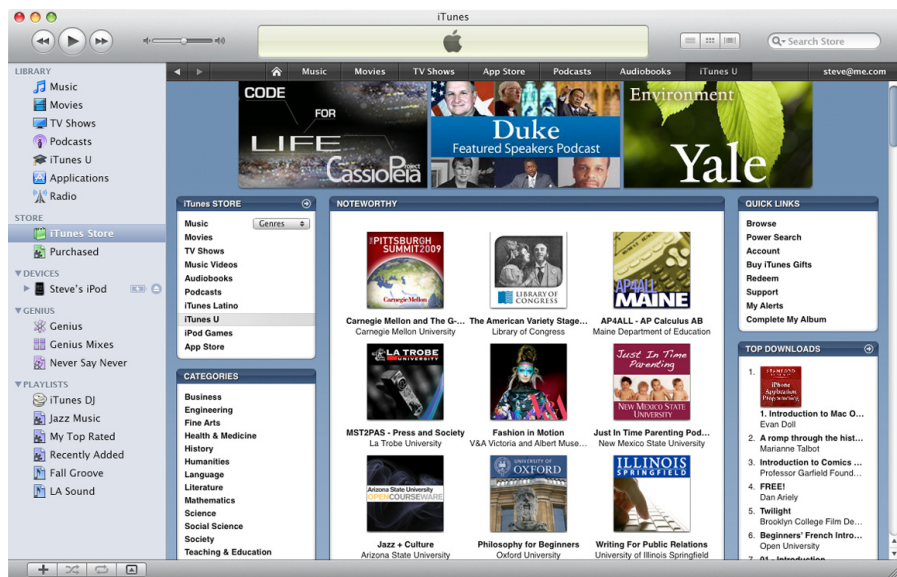 iTunes
Search Store
LIBRARY
Music
Movies
TV Shows
Podcasts
iTunes U
Applications
Radio
STORE
iTunes Store
Purchased
DEVICES
Steve's iPod
GENIUS
Genius
Genius Mixes
Never Say Never
PLAYLISTS
iTunes DJ
Jazz Music
My Top Rated
Recently Added
Fall Groove
LA Sound
Music Movies TV Shows App Store Podcasts Audiobooks iTunes U steve@me.com
CODE
FOR
LIFE
Cassiopeia
Project
Duke
Featured Speakers Podcast
Environment
Yale
iTunes STORE
Music Genres
Movies
TV Shows
Music Videos
Audiobooks
Podcasts
iTunes Latino
iTunes U
iPod Games
App Store
CATEGORIES
Business
Engineering
Fine Arts
Health & Medicine
History
Humanities
Language
Literature
Mathematics
Science
Social Science
Society
Teaching & Education
NOTEWORTHY
PITTSBURGH
SUMMIT2009
Carnegie Mellon
Carnegie Mellon and The G-...
Carnegie Mellon University
LIBRARY OF
CONGRESS
The American Variety Stage...
Library of Congress
AP4ALL
MAINE
AP4ALL - AP Calculus AB
Maine Department of Education
LA TROBE
UNIVERSITY
MST2PAS - Press and Society
La Trobe University
V&A
Fashion in Motion
V&A Victoria and Albert Muse...
Just In Time
Parenting
NEW MEXICO STATE
UNIVERSITY
Just In Time Parenting Pod...
New Mexico State University
Arizona State University
OPENCOURSEWARE
Jazz + Culture
Arizona State University
UNIVERSITY OF
OXFORD
Philosophy for Beginners
Oxford University
ILLINOIS
SPRINGFIELD
Writing For Public Relations
University of Illinois Springfield
QUICK LINKS
Browse
Power Search
Account
Buy iTunes Gifts
Redeem
Support
My Alerts
Complete My Album
TOP DOWNLOADS
1.
STANFORD
iPhone
Application
Programming
1. Introduction to Mac O...
Evan Doll
2. A romp through the hist...
Marianne Talbot
3. Introduction to Comics ...
Professor Garfield Found...
4. FREE!
Dan Ariely
5. Twilight
Brooklyn College Film De...
6. Beginners' French Intro...
Open University
7. 01 - Introduction